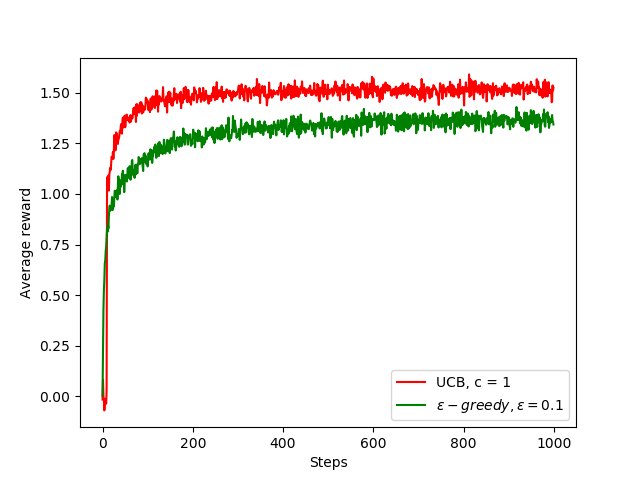 1.50
1.25
1.00
0.75
0.50
0.25
0.00
Average reward
0 200 400 600 800 1000
Steps
UCB, c = 1
ε − greedy, ε = 0.1